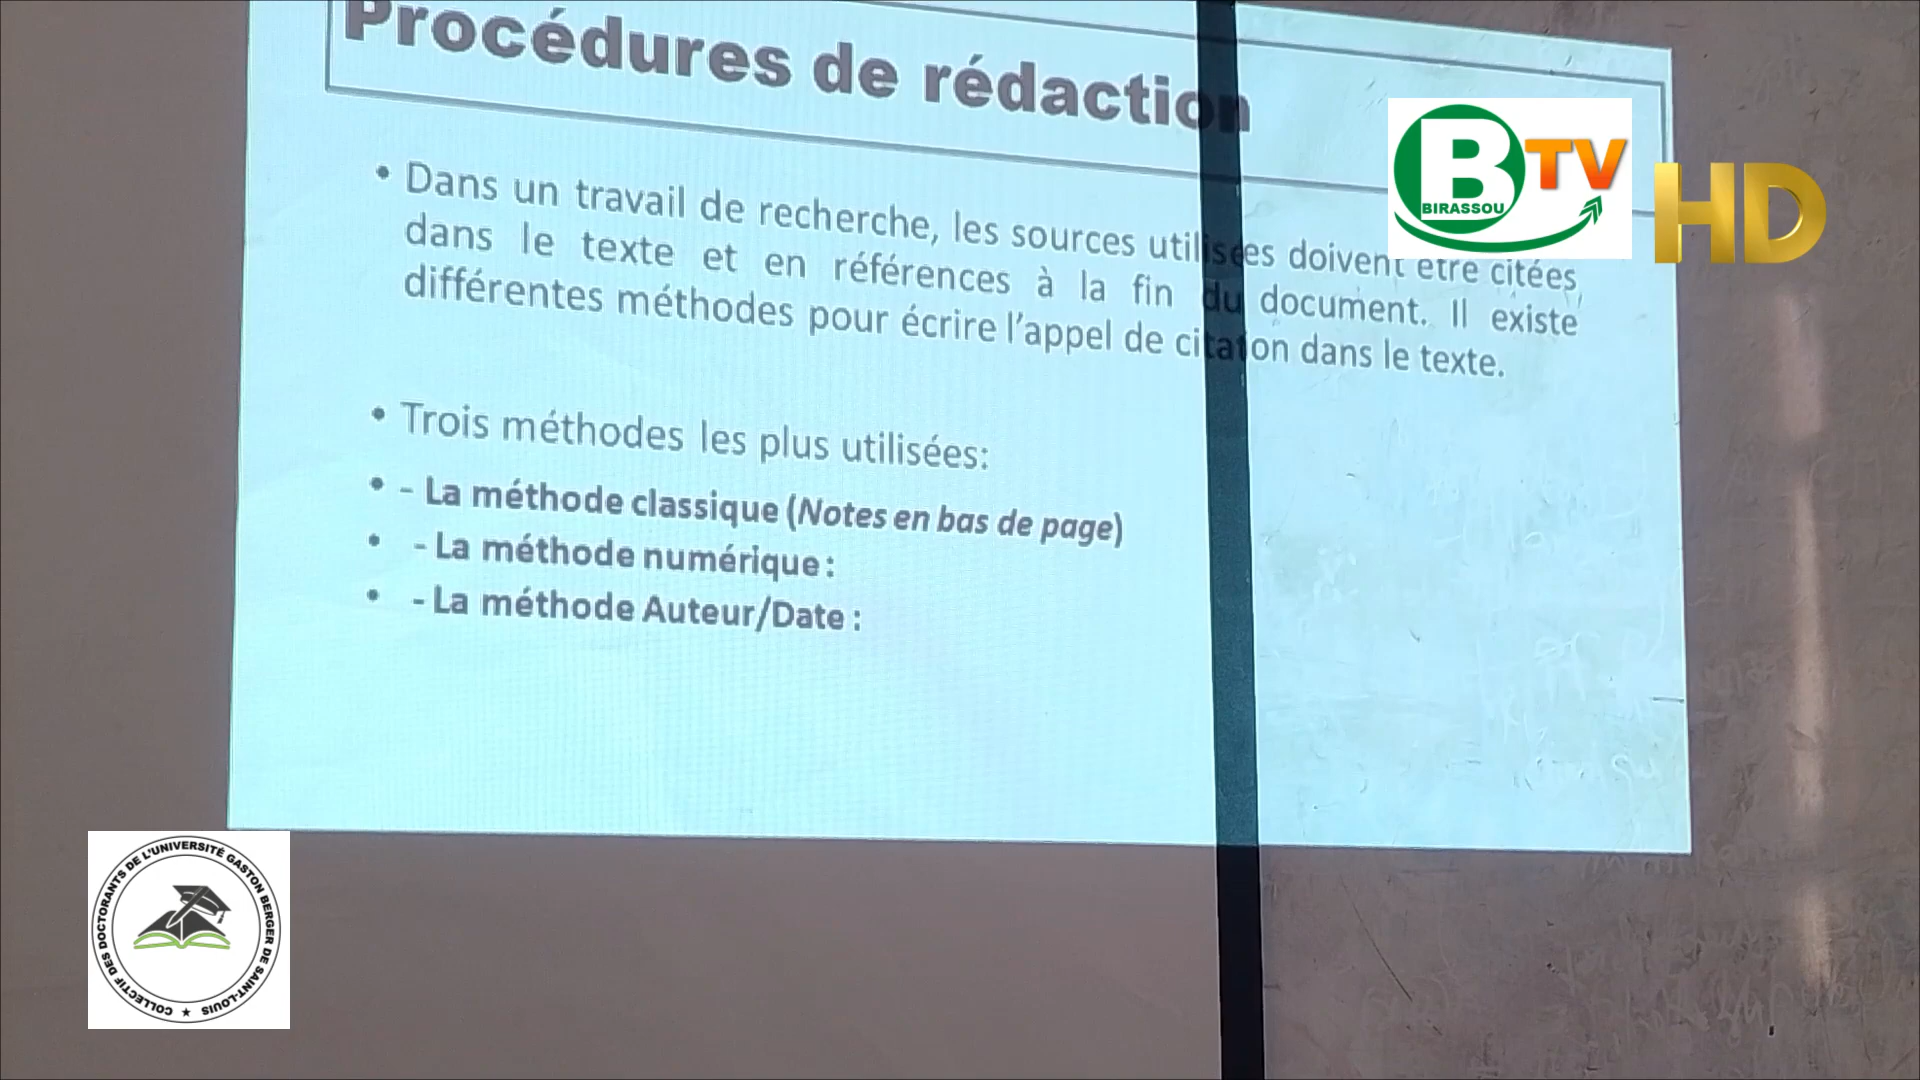 Procédures de rédaction
• Dans un travail de recherche, les sources utilisées doivent être citées
dans le texte et en références à la fin du document. Il existe
différentes méthodes pour écrire l'appel de citation dans le texte.
• Trois méthodes les plus utilisées:
• - La méthode classique (Notes en bas de page)
• - La méthode numérique :
• - La méthode Auteur/Date :
B TV
BIRASSOU
HD
COLLECTIF DES DOCTORANTS DE L'UNIVERSITÉ GASTON BERGER DE SAINT-LOUIS ★